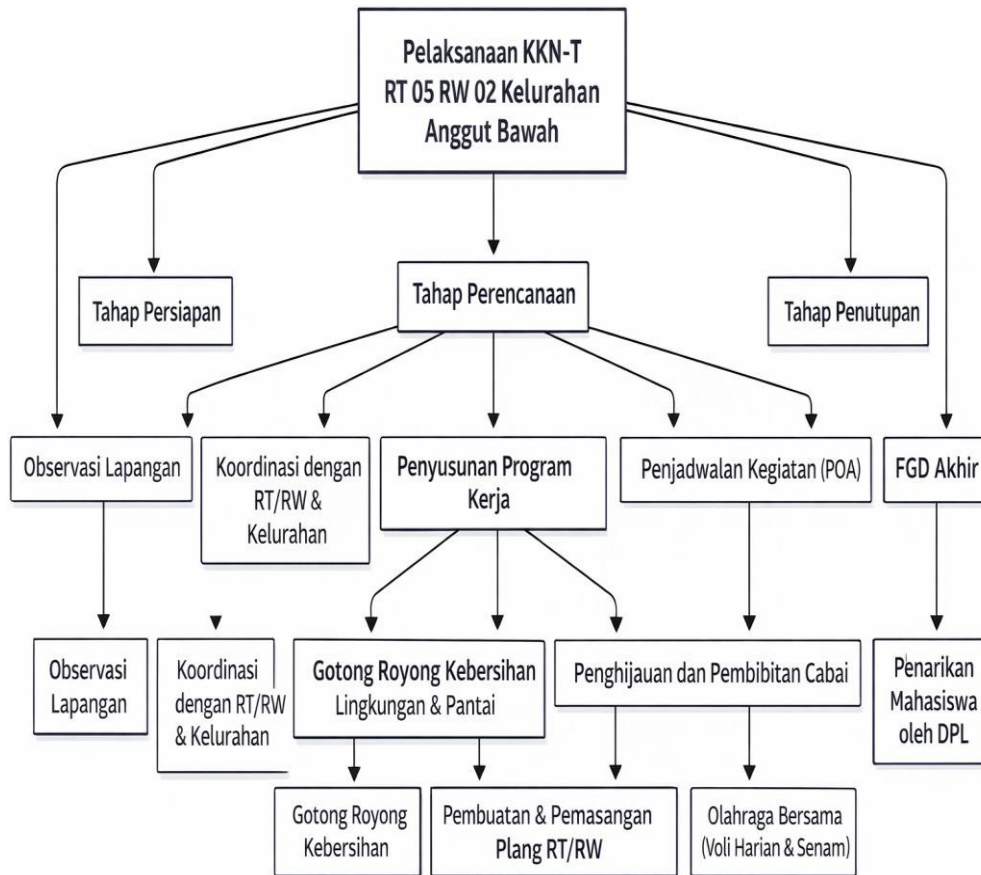 Pelaksanaan KKN-T
RT 05 RW 02 Kelurahan
Anggut Bawah
Tahap Persiapan
Tahap Perencanaan
Tahap Penutupan
Observasi Lapangan
Koordinasi dengan
RT/RW &
Kelurahan
Penyusunan Program
Kerja
Penjadwalan Kegiatan (POA)
FGD Akhir
Observasi
Lapangan
Koordinasi
dengan RT/RW
& Kelurahan
Gotong Royong Kebersihan
Lingkungan & Pantai
Penghijauan dan Pembibitan Cabai
Penarikan
Mahasiswa
oleh DPL
Gotong Royong
Kebersihan
Pembuatan & Pemasangan
Plang RT/RW
Olahraga Bersama
(Voli Harian & Senam)